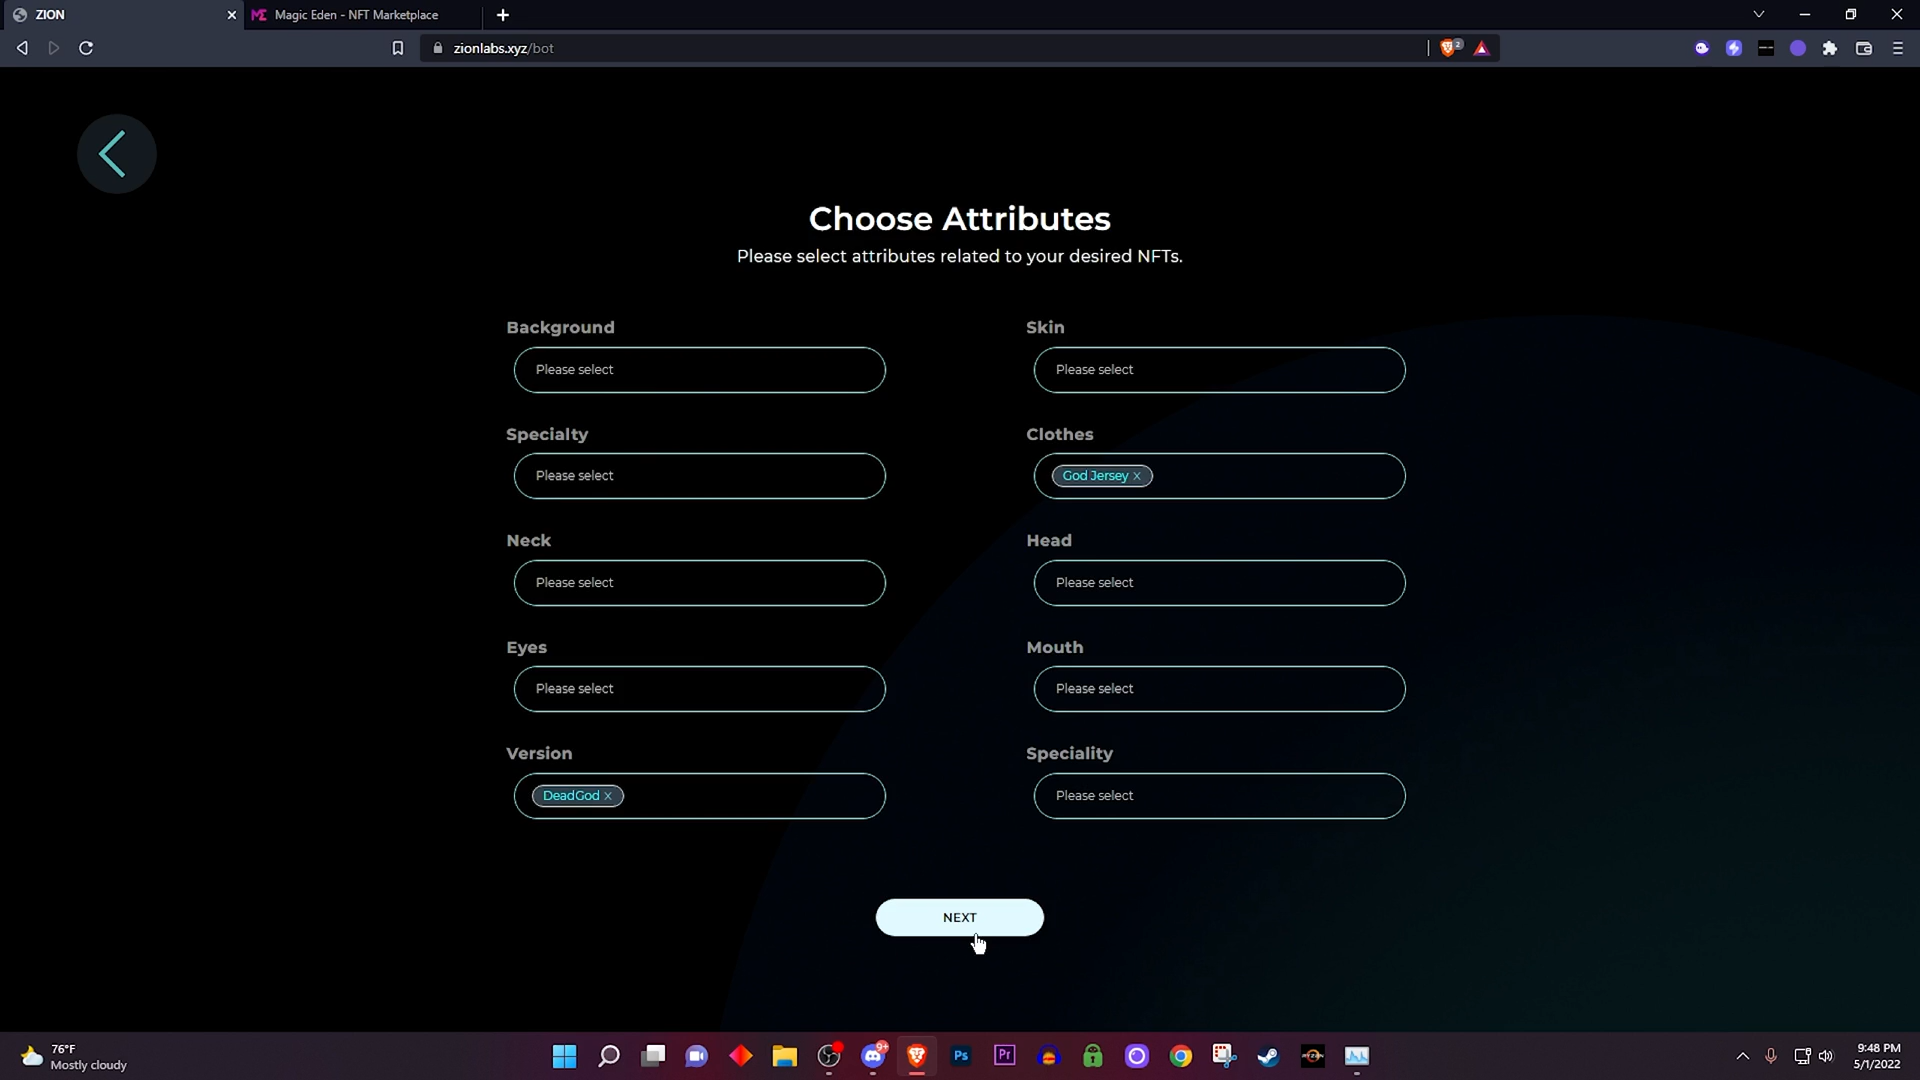 ZION
Magic Eden - NFT Marketplace
zionlabs.xyz/bot
2
Choose Attributes
Please select attributes related to your desired NFTs.
Background
Please select
Skin
Please select
Specialty
Please select
Clothes
God Jersey x
Neck
Please select
Head
Please select
Eyes
Please select
Mouth
Please select
Version
DeadGod x
Speciality
Please select
NEXT
76°F
Mostly cloudy
9+
Ps
Pr
RYZEN
9:48 PM
5/1/2022